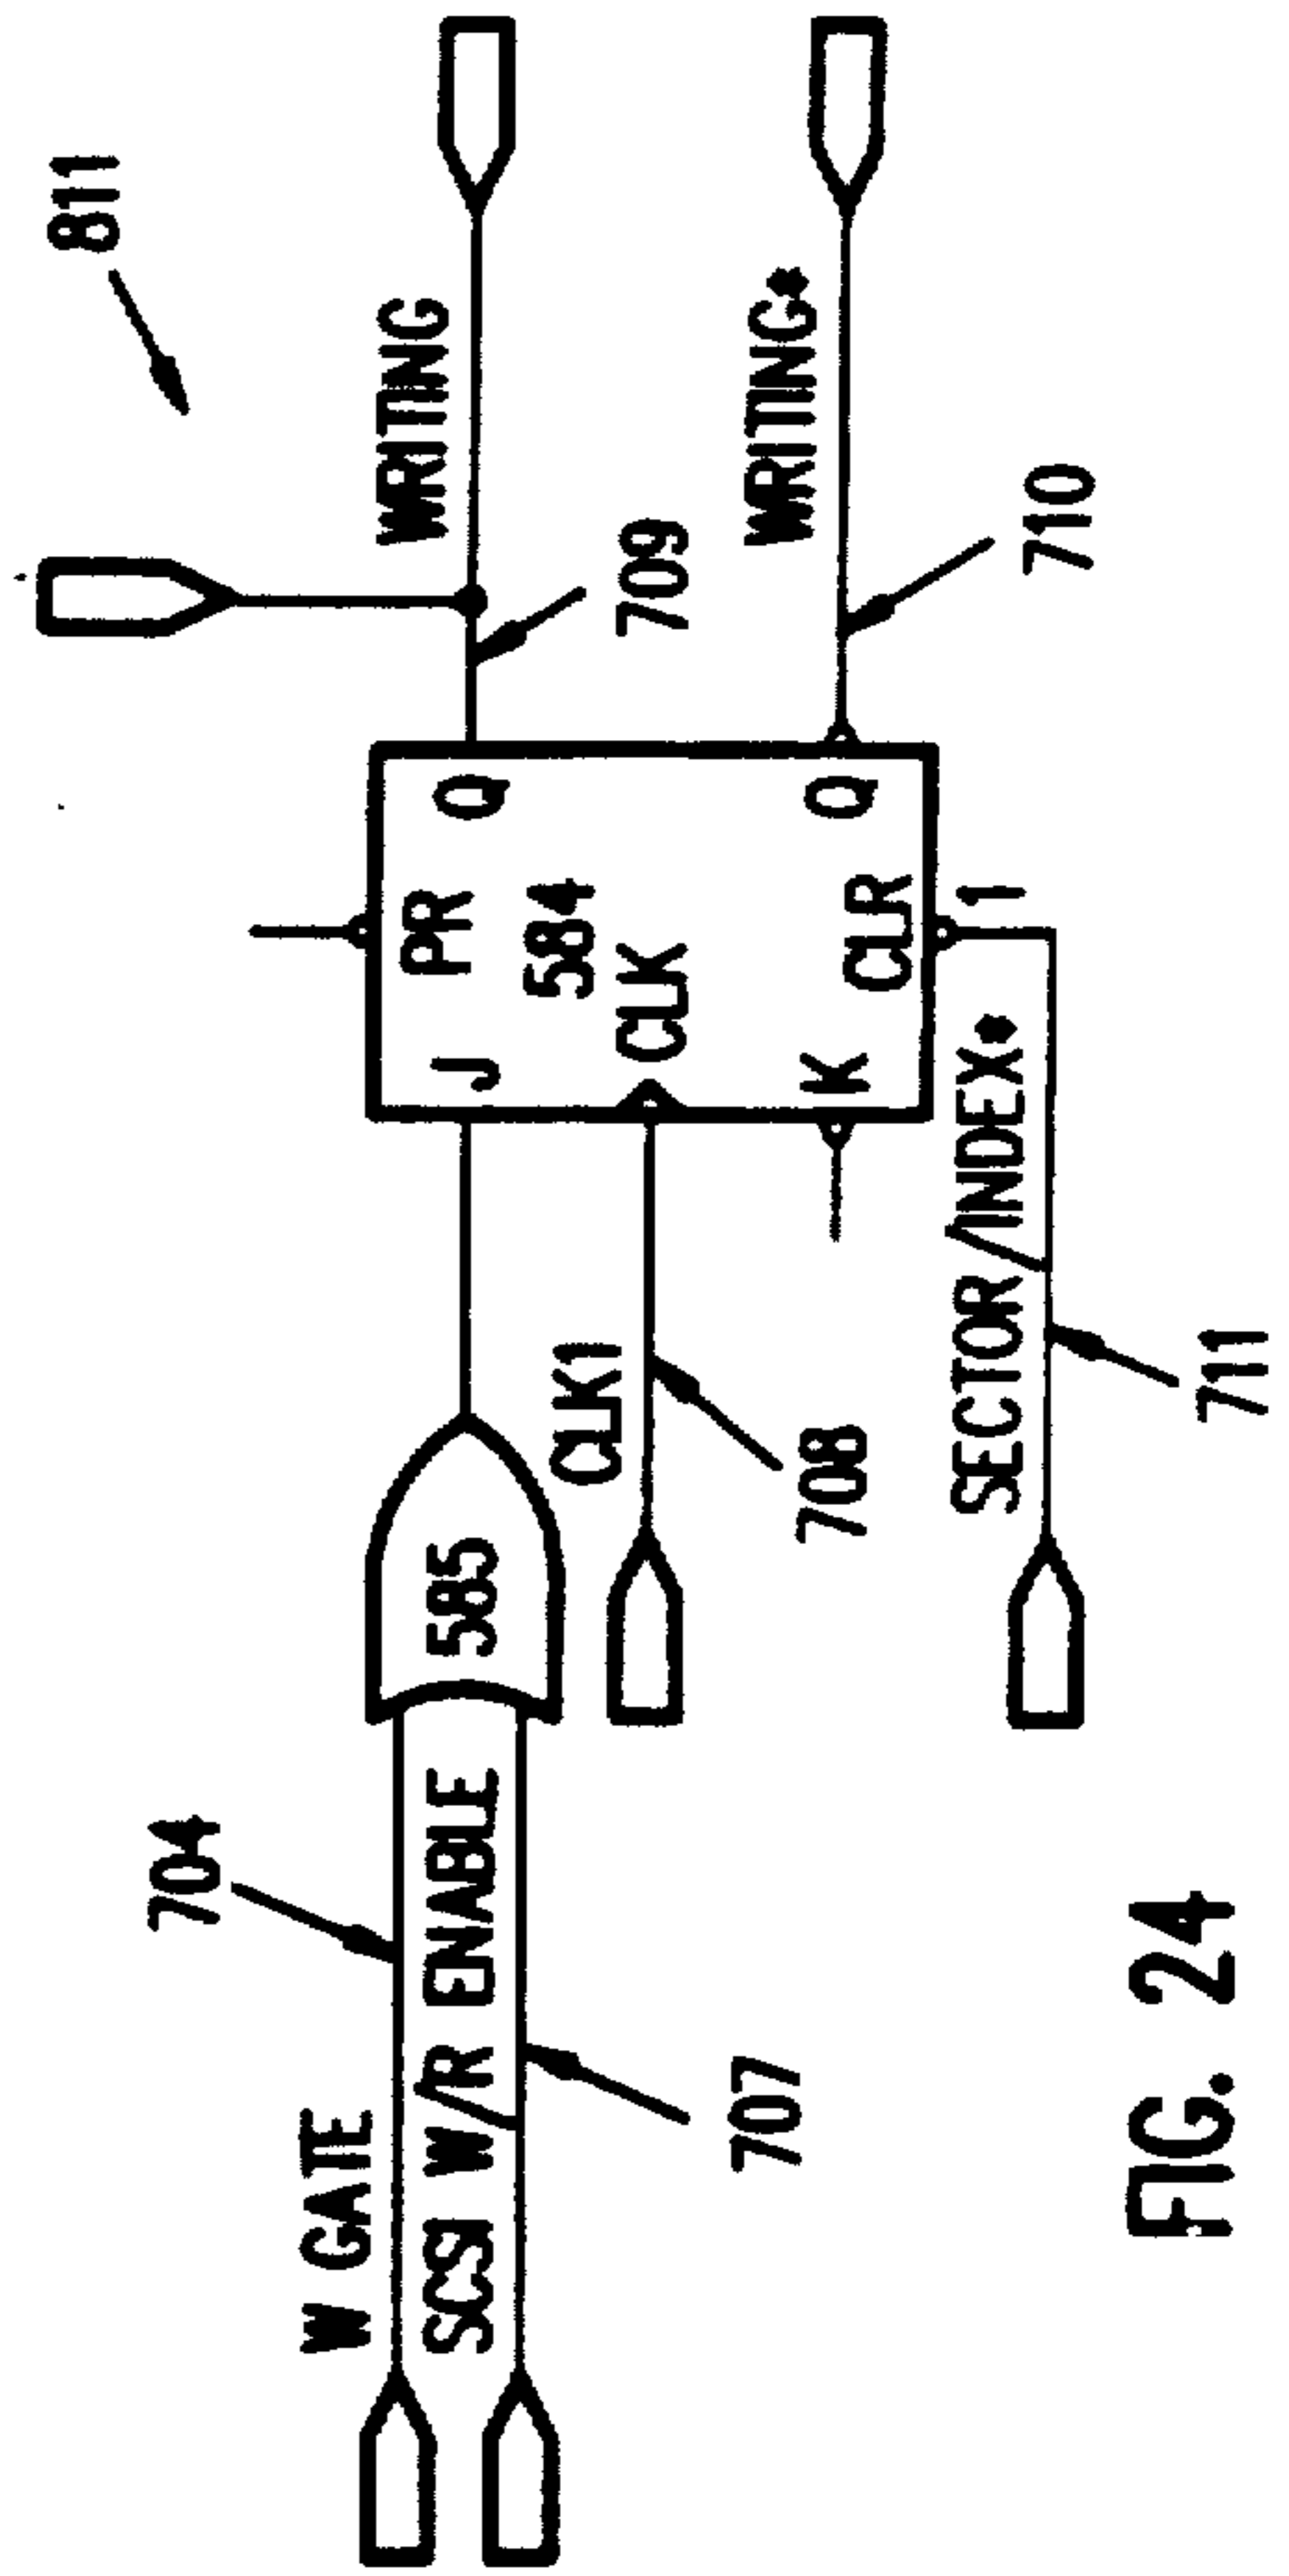 811
WRITING
WRITING*
709
710
704
W GATE
SCSI W/R ENABLE
707
585
J
PR
Q
584
CLK
K
CLR
Q
1
CLK1
708
SECTOR/INDEX*
711
FIG. 24